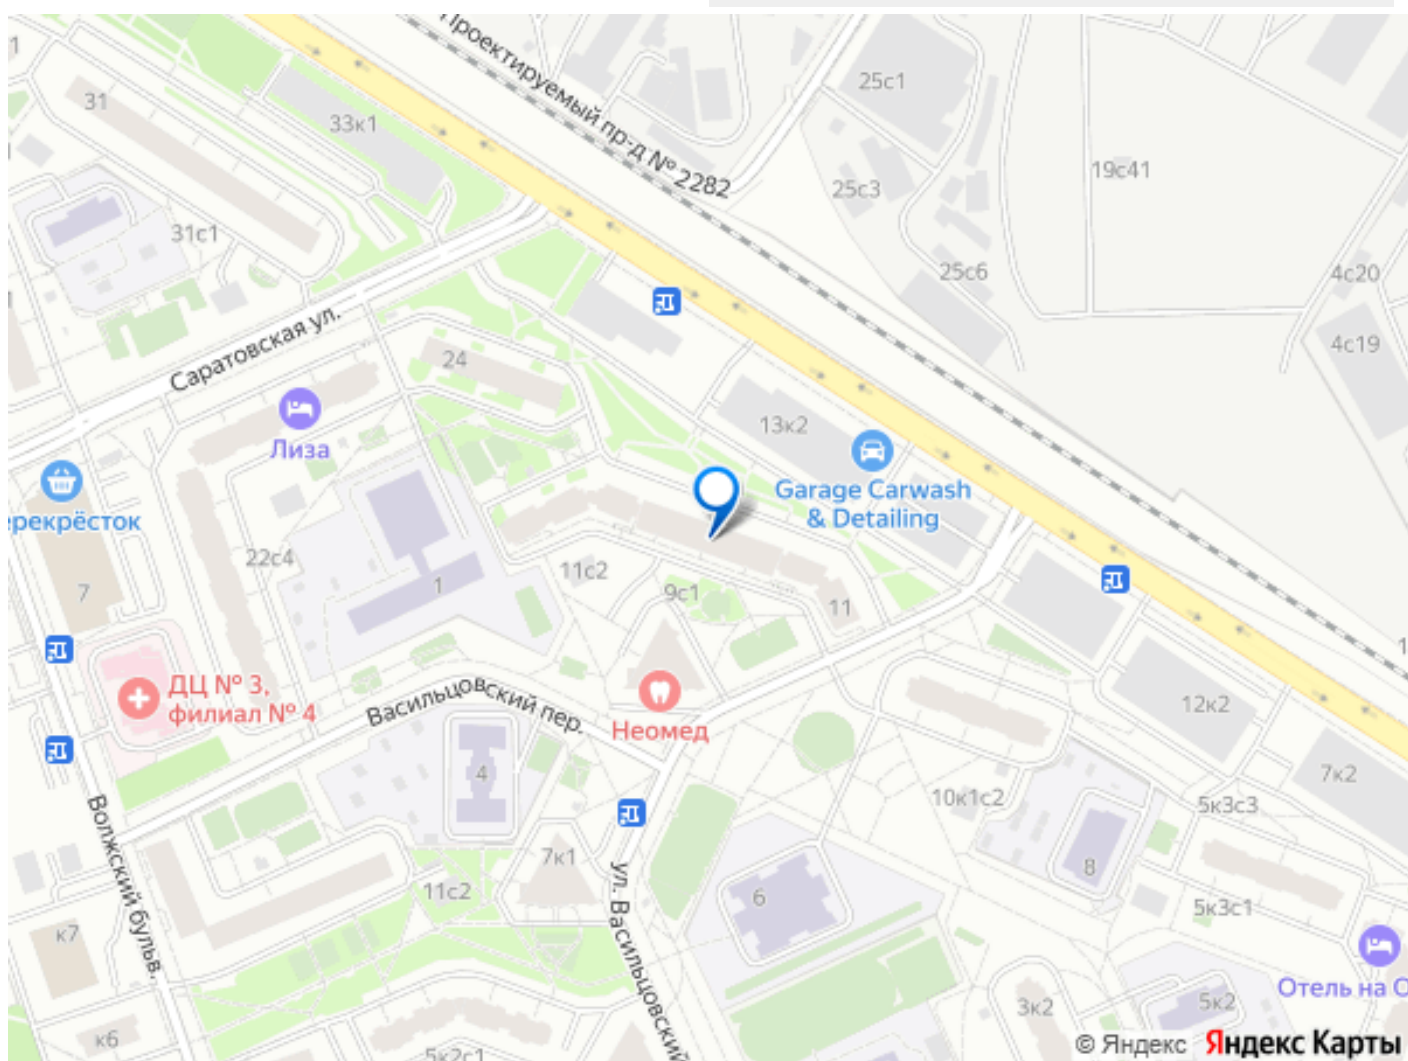 Проектируемый пр-д № 2282
25с1
31
33к1
19с41
25с3
31с1
25с6
4с20
4с19
Саратовская ул.
24
Лиза
13к2
Garage Carwash
& Detailing
ерекрёсток
22с4
11с2
1
7
9с1
11
ДЦ № 3,
филиал № 4
Васильцовский пер.
Неомед
12к2
4
7к2
10к1с2
5к3с3
Волжский бульв.
7к1
ул. Васильцовский
8
11с2
6
5к3с1
к7
Отель на О
3к2
5к2
к6
5к2с1
© Яндекс Яндекс Карты